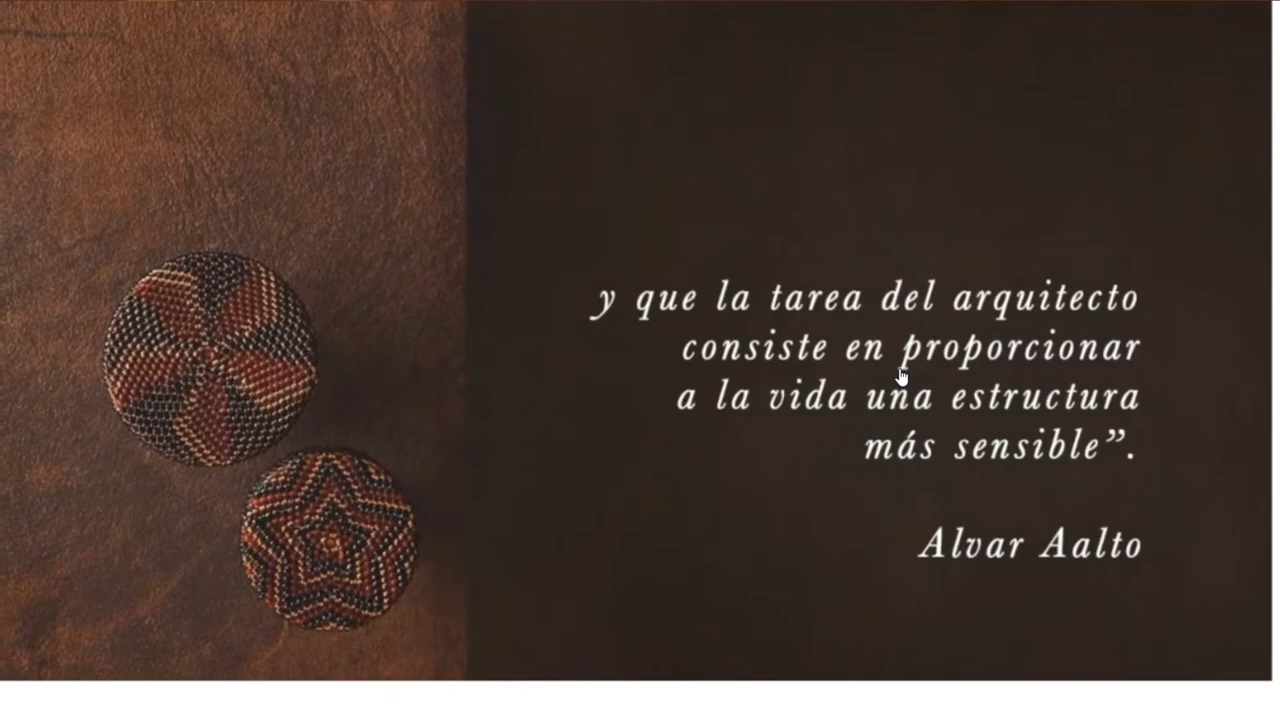 y que la tarea del arquitecto
consiste en proporcionar
a la vida una estructura
más sensible”.
Alvar Aalto